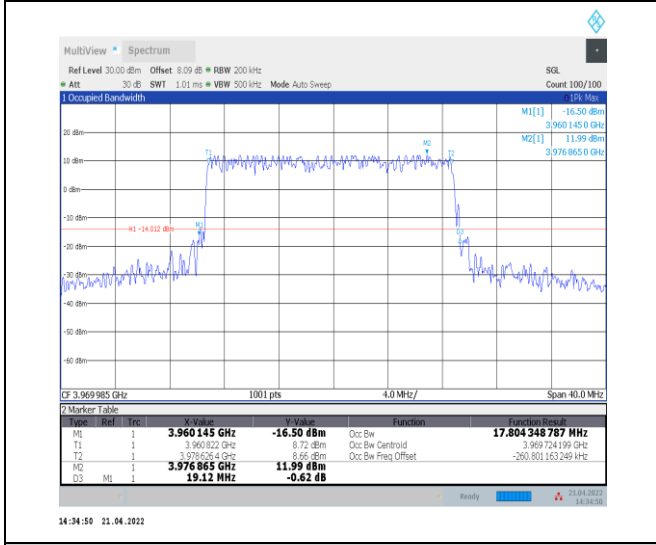 MultiView Spectrum
Ref Level 30.00 dBm Offset 8.09 dB RBW 200 kHz SGL
Att 30 dB SWT 1.01 ms VBW 500 kHz Mode Auto Sweep Count 100/100
1 Occupied Bandwidth 1Pk Max
M1[1] -16.50 dBm
3.960 145 0 GHz
M2[1] 11.99 dBm
3.976 865 0 GHz
20 dBm
M2
T1 T2
10 dBm
0 dBm
-10 dBm
H1 -14.012 dBm M1
D3
-20 dBm
-30 dBm
-40 dBm
-50 dBm
-60 dBm
CF 3.969 985 GHz 1001 pts 4.0 MHz/ Span 40.0 MHz
2 Marker Table
Type Ref Trc X-Value Y-Value Function Function Result
M1 1 3.960 145 GHz -16.50 dBm Occ Bw 17.804 348 787 MHz
T1 1 3.960 822 GHz 8.72 dBm Occ Bw Centroid 3.969 724 199 GHz
T2 1 3.978 626 4 GHz 8.66 dBm Occ Bw Freq Offset -260.801 163 249 kHz
M2 1 3.976 865 GHz 11.99 dBm
D3 M1 1 19.12 MHz -0.62 dB
Ready 21.04.2022
14:34:50
14:34:50 21.04.2022